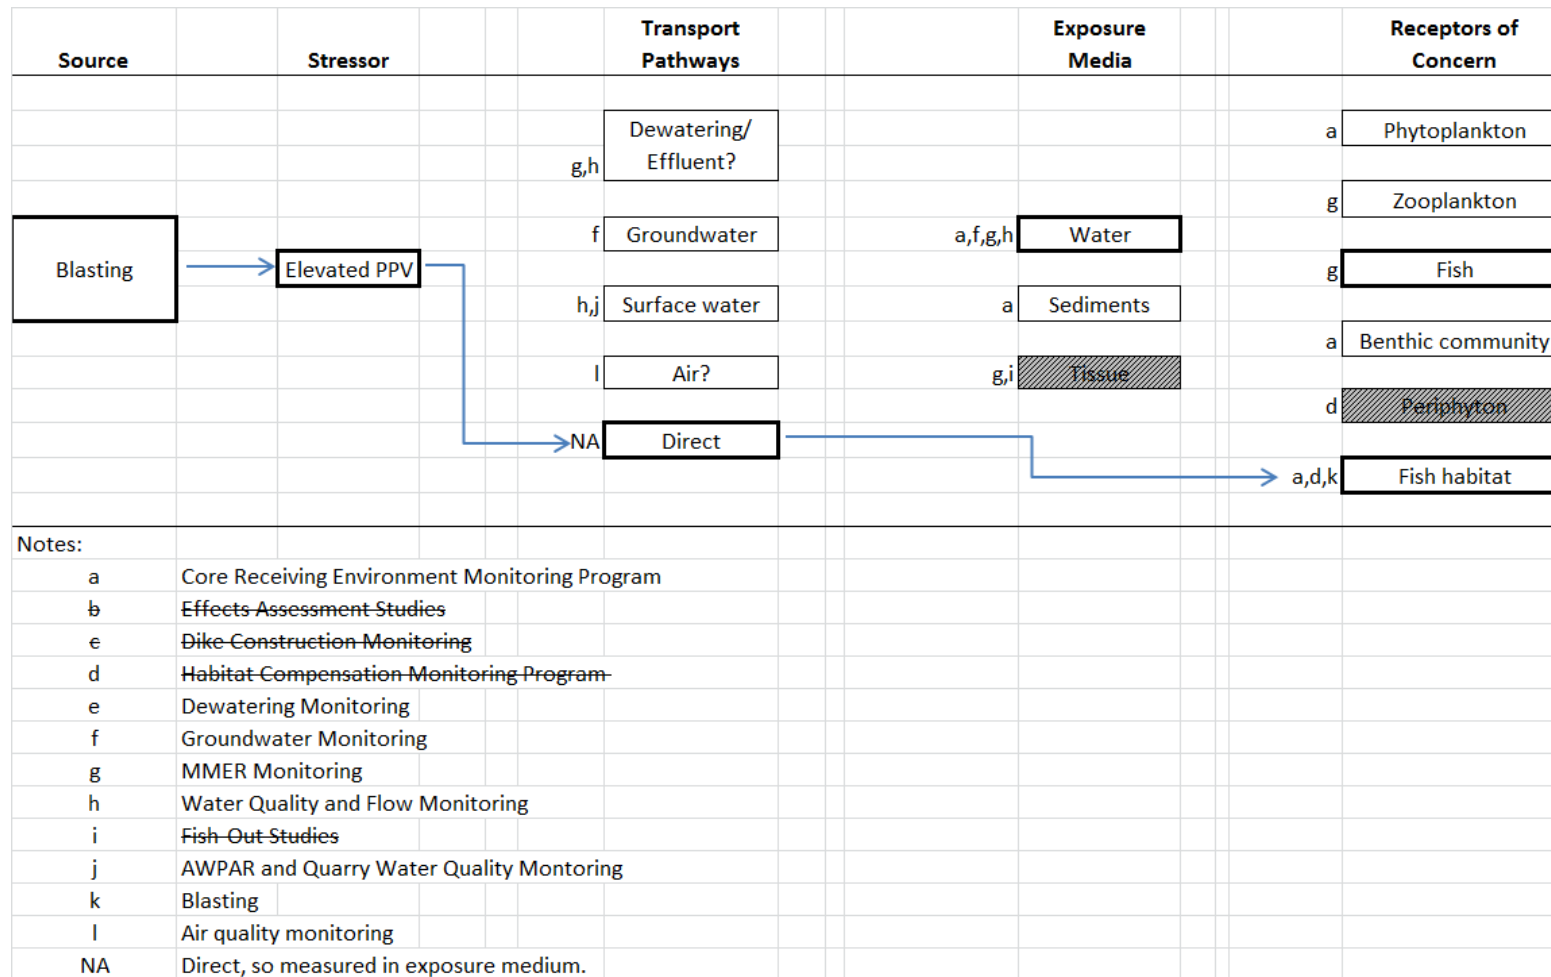 Transport Exposure Receptors of
Source Stressor Pathways Media Concern
Dewatering/
Effluent?
g,h
a Phytoplankton
g Zooplankton
f Groundwater
a,f,g,h Water
Blasting
Elevated PPV
g Fish
h,j Surface water
a Sediments
a Benthic community
l Air?
g,i Tissue
d Periphyton
NA Direct
a,d,k Fish habitat
Notes:
a Core Receiving Environment Monitoring Program
b Effects Assessment Studies
c Dike Construction Monitoring
d Habitat Compensation Monitoring Program
e Dewatering Monitoring
f Groundwater Monitoring
g MMER Monitoring
h Water Quality and Flow Monitoring
i Fish Out Studies
j AWPAR and Quarry Water Quality Montoring
k Blasting
l Air quality monitoring
NA Direct, so measured in exposure medium.